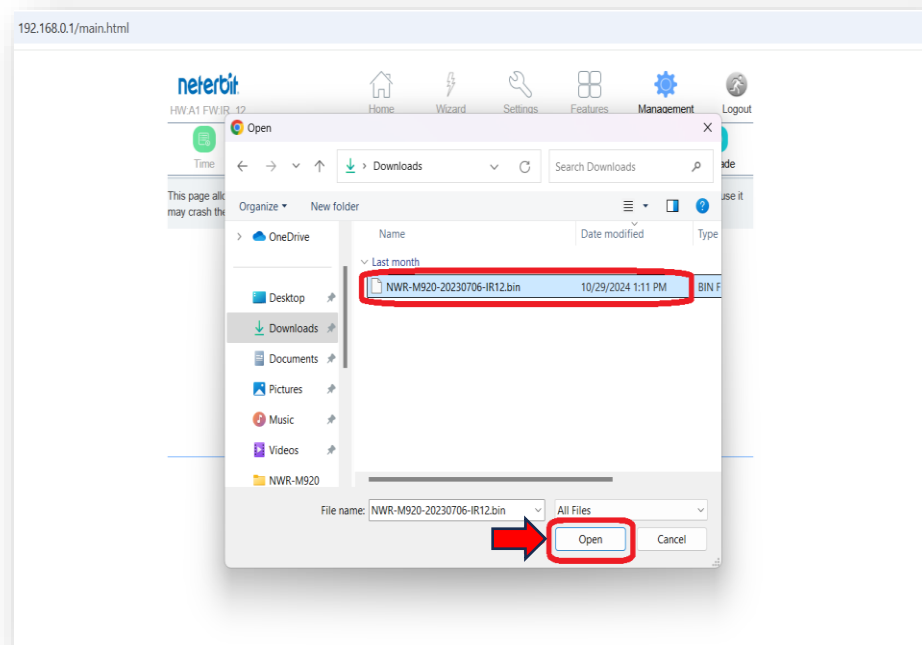 192.168.0.1/main.html
neterbit
HW:A1 FW:IR_12
Home Wizard Settings Features Management Logout
Time
This page
may crash the
use it
Open
Downloads
Search Downloads
Organize New folder
Name Date modified Type
OneDrive
Last month
NWR-M920-20230706-IR12.bin 10/29/2024 1:11 PM BIN F
Desktop
Downloads
Documents
Pictures
Music
Videos
NWR-M920
File name: NWR-M920-20230706-IR12.bin All Files
Open Cancel